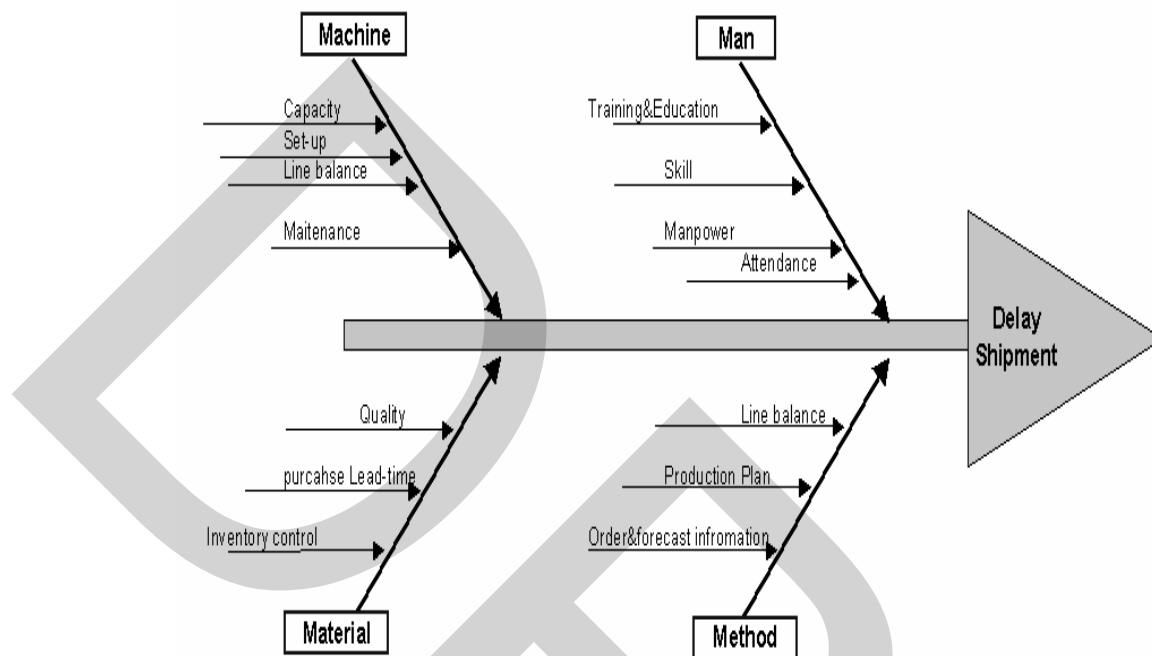 Machine
Man
Capacity
Set-up
Line balance
Maitenance
Training&Education
Skill
Manpower
Attendance
Delay
Shipment
Quality
purcahse Lead-time
Inventory control
Line balance
Production Plan
Order&forecast infromation
Material
Method